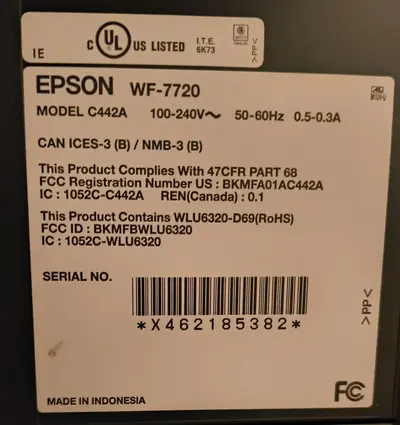 IE
c UL US LISTED
I.T.E.
6K73
>PP<
EPSON WF-7720
MODEL C442A 100-240V~ 50-60Hz 0.5-0.3A
CAN ICES-3 (B) / NMB-3 (B)
This Product Complies With 47CFR PART 68
FCC Registration Number US : BKMFA01AC442A
IC : 1052C-C442A REN(Canada) : 0.1
This Product Contains WLU6320-D69(RoHS)
FCC ID : BKMFBWLU6320
IC : 1052C-WLU6320
SERIAL NO.
*X462185382*
>PP<
MADE IN INDONESIA
FC